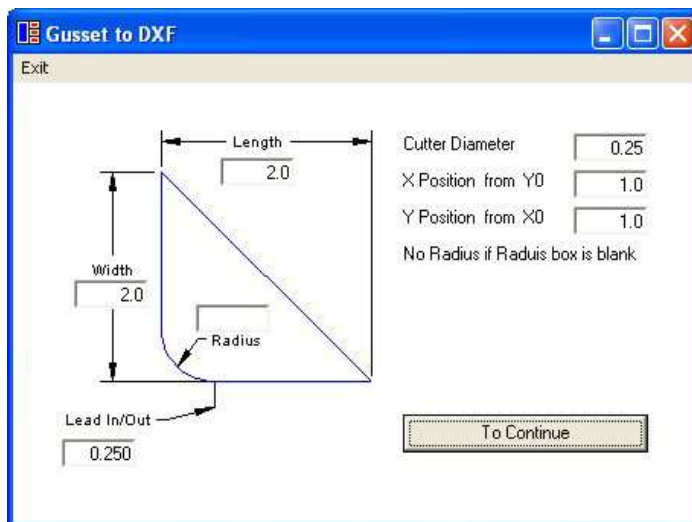 Gusset to DXF
Exit
Length
2.0
Cutter Diameter
0.25
X Position from Y0
1.0
Y Position from X0
1.0
No Radius if Raduis box is blank
Width
2.0
Radius
Lead In/Out
0.250
To Continue